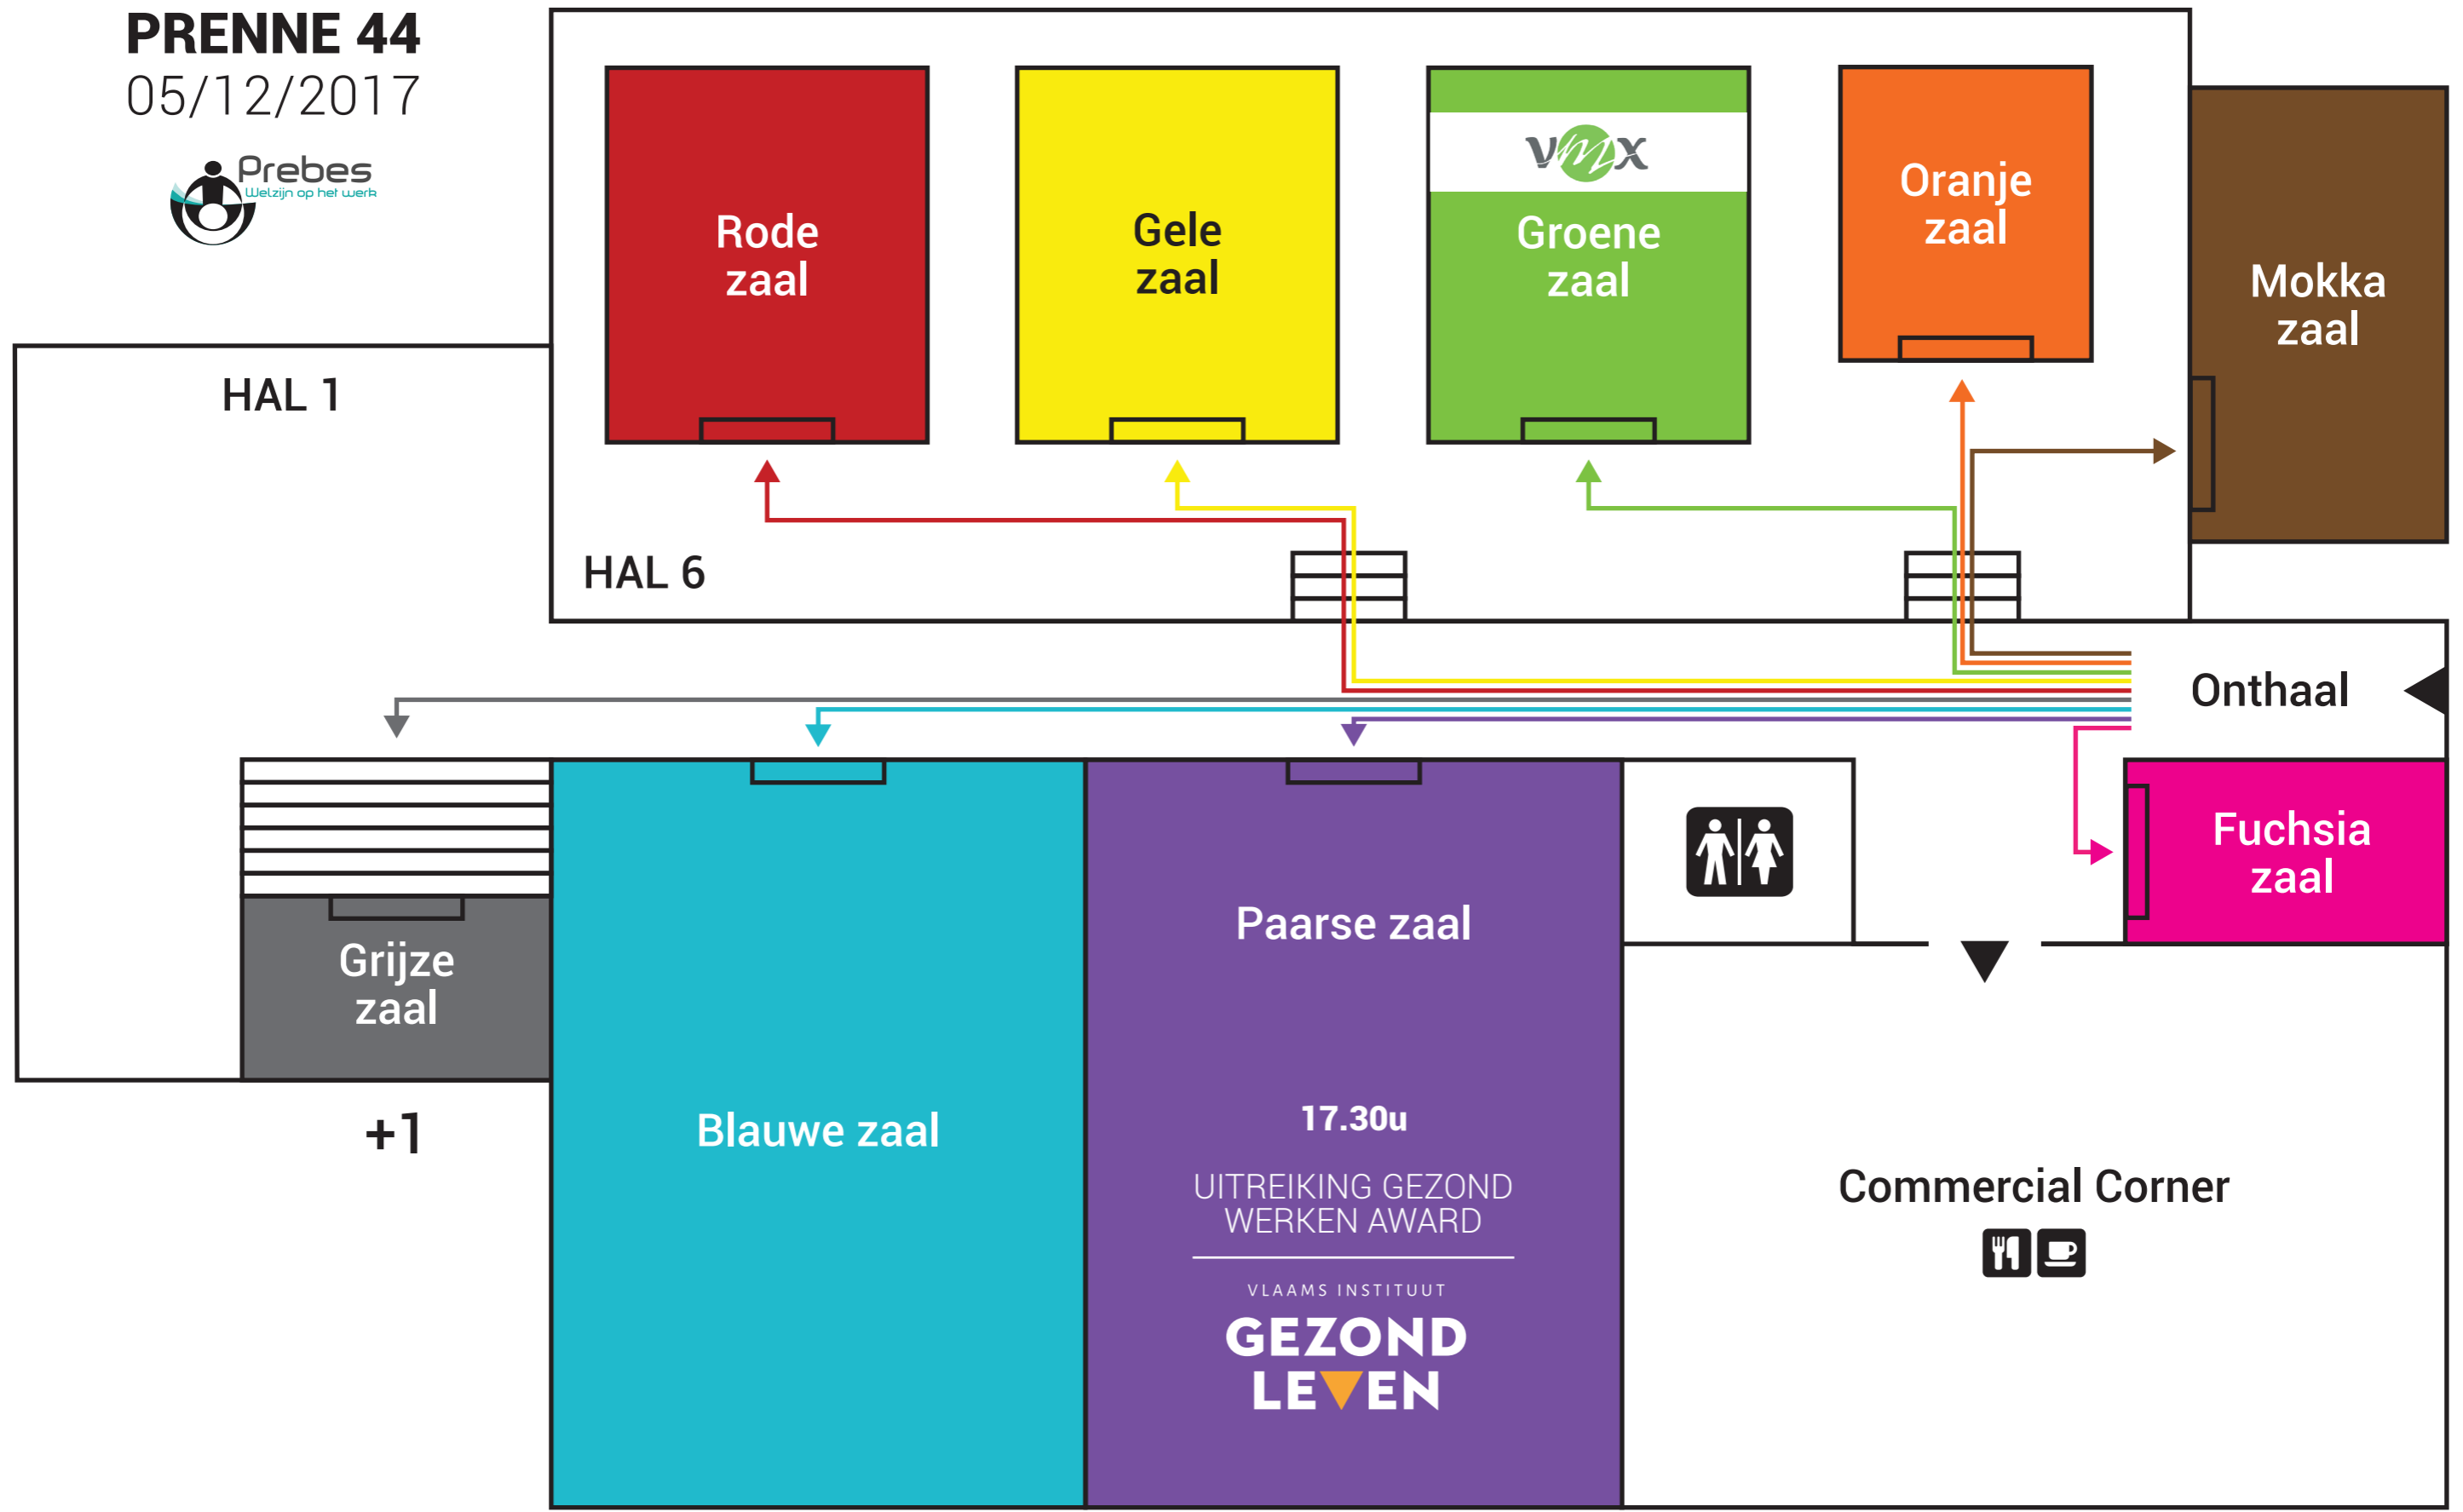 PRENNE 44
05/12/2017
Prebes
Welzijn op het werk
Rode
zaal
Gele
zaal
vmx
Groene
zaal
Oranje
zaal
Mokka
zaal
HAL 1
HAL 6
Onthaal
Fuchsia
zaal
Grijze
zaal
+1
Blauwe zaal
Paarse zaal
17.30u
UITREIKING GEZOND
WERKEN AWARD
VLAAMS INSTITUUT
GEZOND
LEVEN
Commercial Corner